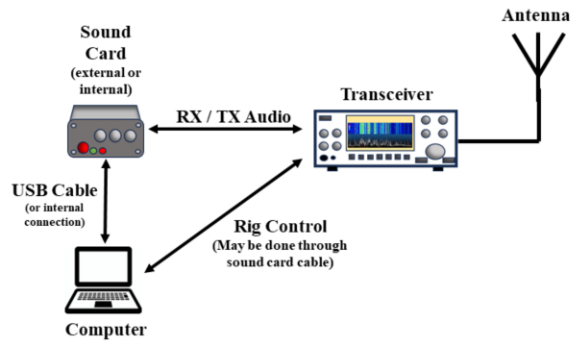 Antenna
Sound
Card
(external or
internal)
Transceiver
RX / TX Audio
USB Cable
(or internal
connection)
Rig Control
(May be done through
sound card cable)
Computer